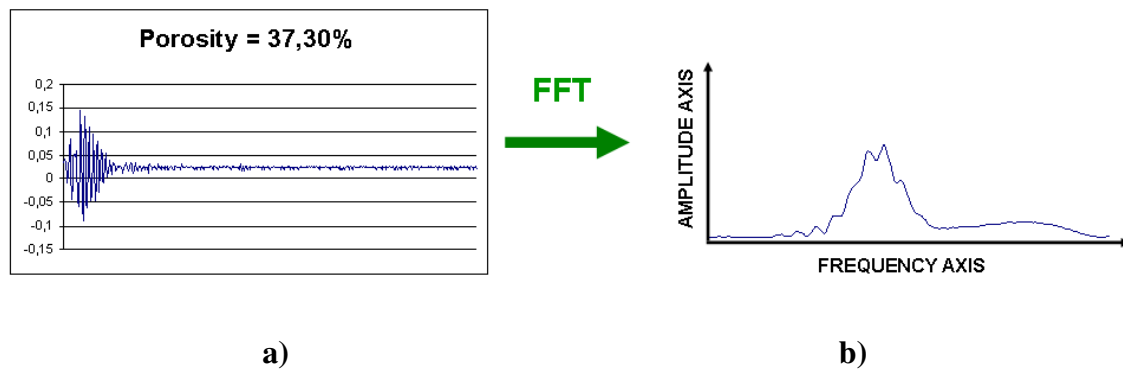 Porosity = 37,30%
0,2
0,15
0,1
0,05
0
-0,05
-0,1
-0,15
FFT
AMPLITUDE AXIS
FREQUENCY AXIS
a)
b)